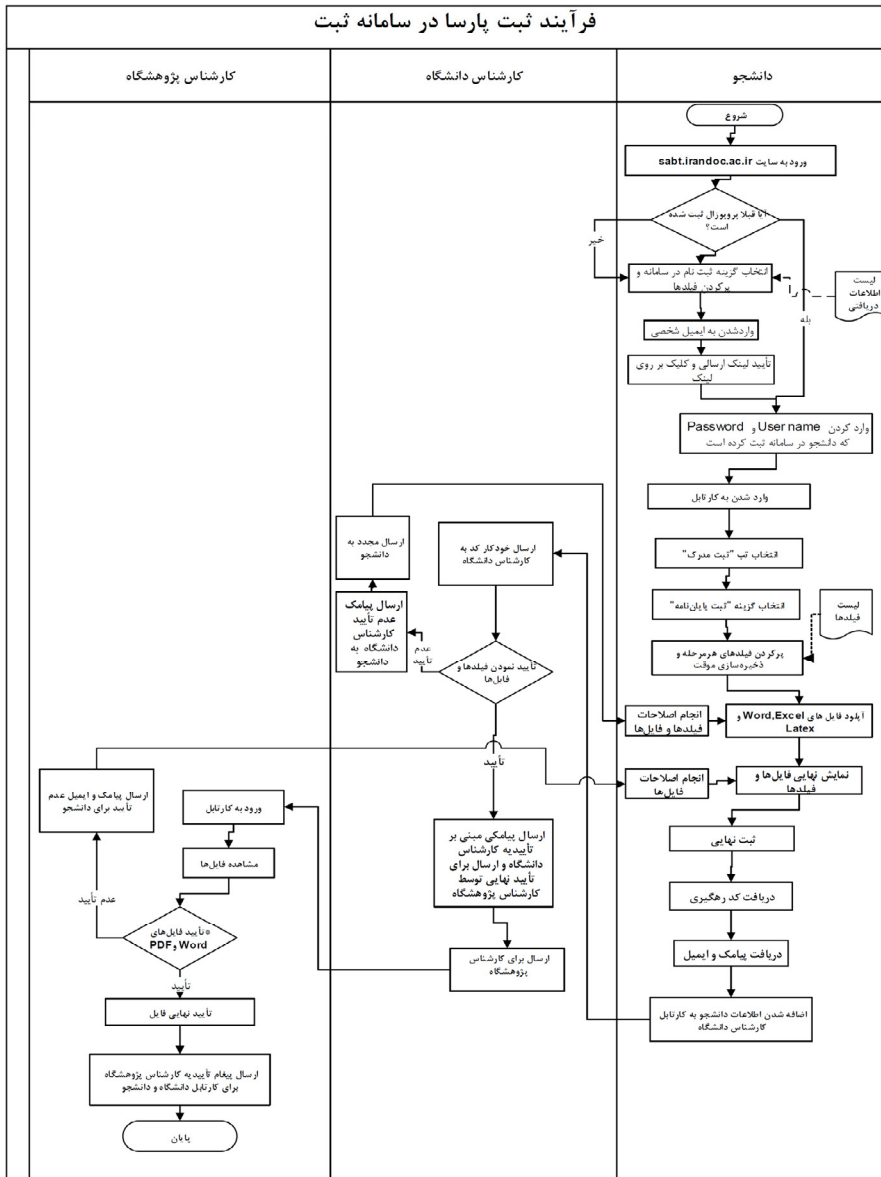 فرآیند ثبت پارسا در سامانه ثبت
دانشجو
کارشناس دانشگاه
کارشناس پژوهشگاه
شروع
ورود به سایت sabt.irandoc.ac.ir
آیا قبلا پروپوزال ثبت شده
است؟
خیر
بله
انتخاب گزینه ثبت نام در سامانه و
پرکردن فیلدها
لیست
اطلاعات
دریافتی
واردشدن به ایمیل شخصی
تأیید لینک ارسالی و کلیک بر روی
لینک
وارد کردن User name و Password
که دانشجو در سامانه ثبت کرده است
وارد شدن به کارتابل
انتخاب تب "ثبت مدرک"
انتخاب گزینه "ثبت پایان‌نامه"
لیست
فیلدها
پرکردن فیلدهای هرمرحله و
ذخیره‌سازی موقت
آپلود فایل های Word,Excel و
Latex
انجام اصلاحات
فیلدها و فایل‌ها
نمایش نهایی فایل‌ها و
فیلدها
انجام اصلاحات
فایل‌ها
ثبت نهایی
دریافت کد رهگیری
دریافت پیامک و ایمیل
اضافه شدن اطلاعات دانشجو به کارتابل
کارشناس دانشگاه
ارسال خودکار کد به
کارشناس دانشگاه
تأیید نمودن فیلدها و
فایل‌ها
عدم
تأیید
ارسال پیامک
عدم تأیید
کارشناس
دانشگاه به
دانشجو
ارسال مجدد به
دانشجو
تأیید
ارسال پیامکی مبنی بر
تأییدیه کارشناس
دانشگاه و ارسال برای
تأیید نهایی توسط
کارشناس پژوهشگاه
ارسال برای کارشناس
پژوهشگاه
ورود به کارتابل
مشاهده فایل‌ها
*تأیید فایل‌های
PDF و Word
عدم تأیید
ارسال پیامک و ایمیل عدم
تأیید برای دانشجو
تأیید
تأیید نهایی فایل
ارسال پیغام تأییدیه کارشناس پژوهشگاه
برای کارتابل دانشگاه و دانشجو
پایان